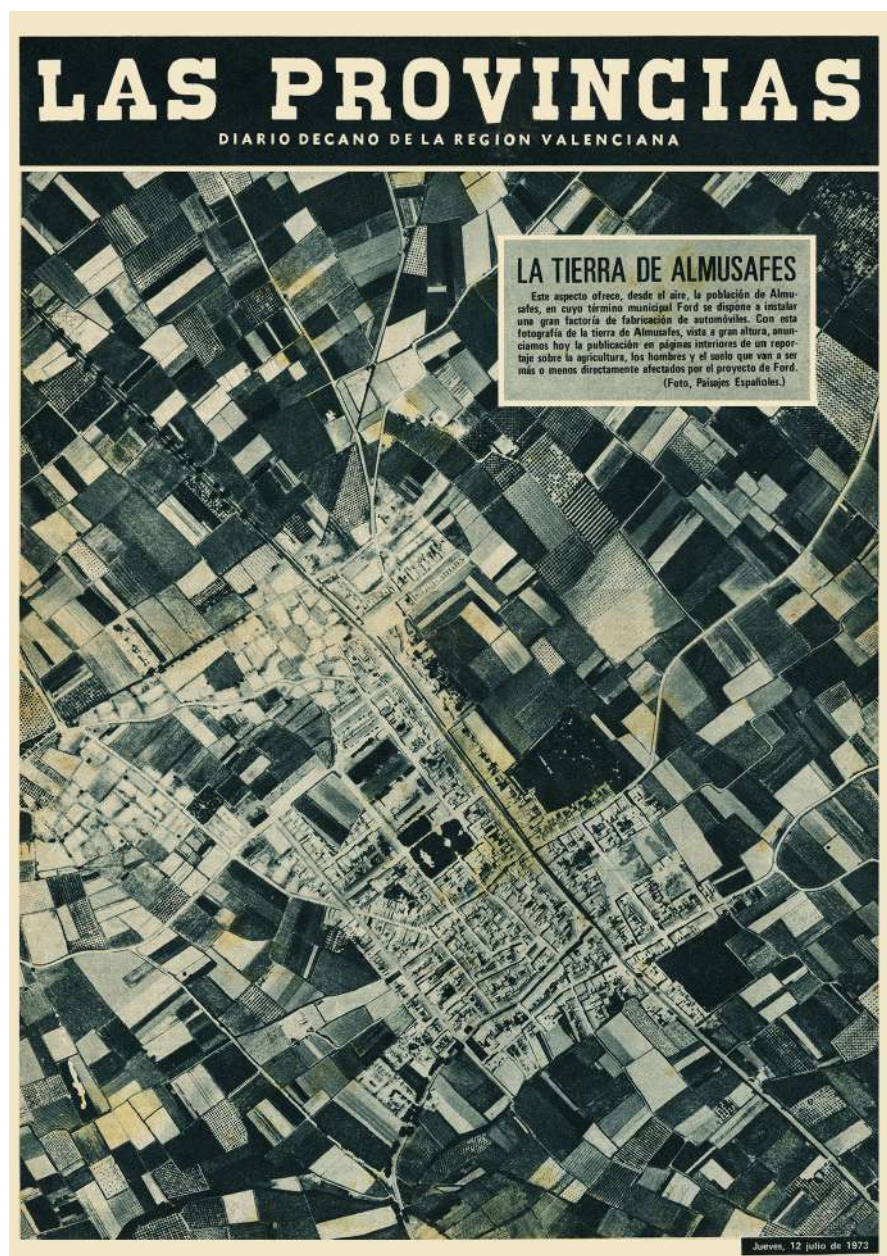 LAS PROVINCIAS
DIARIO DECANO DE LA REGION VALENCIANA
LA TIERRA DE ALMUSAFES
Este aspecto ofrece, desde el aire, la población de Almu-
safes, en cuyo término municipal Ford se dispone a instalar
una gran factoría de fabricación de automóviles. Con esta
fotografía de la tierra de Almusafes, vista a gran altura, anun-
ciamos hoy la publicación en páginas interiores de un repor-
taje sobre la agricultura, los hombres y el suelo que van a ser
más o menos directamente afectados por el proyecto de Ford.
(Foto, Paisajes Españoles.)
Jueves, 12 julio de 1973